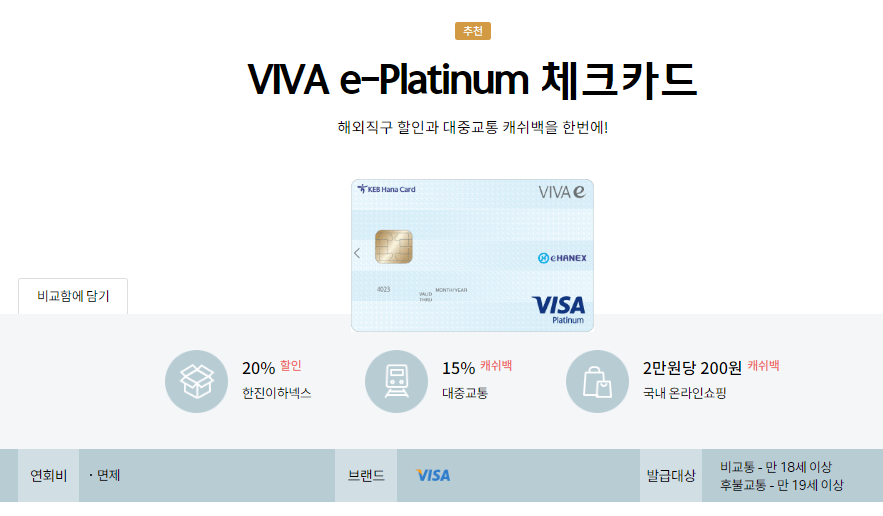 추천
VIVA e-Platinum 체크카드
해외직구 할인과 대중교통 캐쉬백을 한번에!
KEB Hana Card
VIVA e
eHANEX
4023
VALID THRU
MONTH/YEAR
VISA
Platinum
비교함에 담기
20% 할인
한진이하넥스
15% 캐쉬백
대중교통
2만원당 200원 캐쉬백
국내 온라인쇼핑
연회비
· 면제
브랜드
VISA
발급대상
비교통 - 만 18세 이상
후불교통 - 만 19세 이상